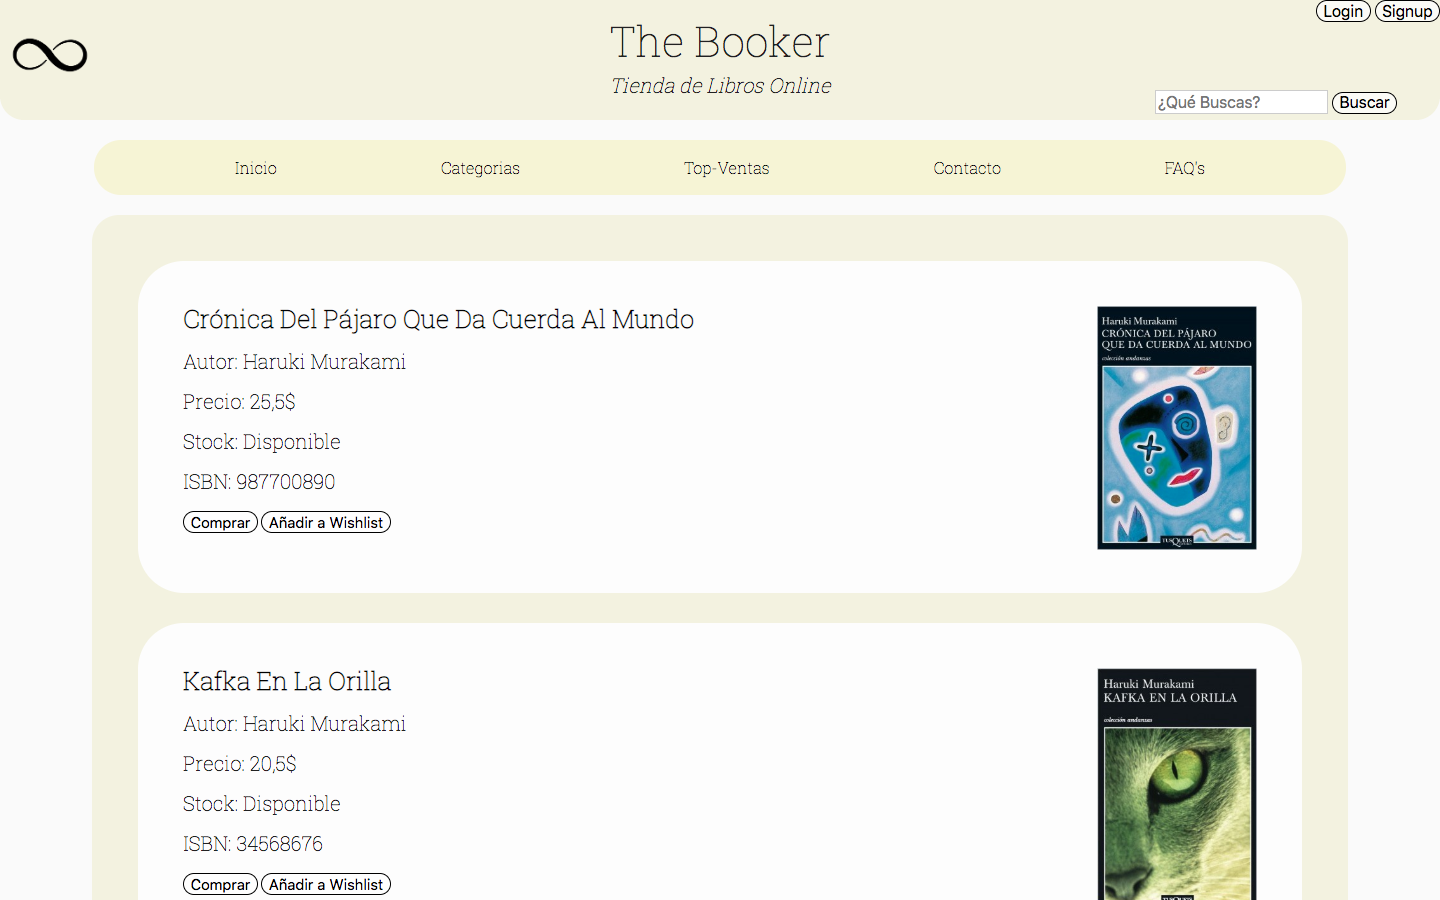 Login Signup
The Booker
Tienda de Libros Online
¿Qué Buscas? Buscar
Inicio Categorias Top-Ventas Contacto FAQ's
Crónica Del Pájaro Que Da Cuerda Al Mundo
Autor: Haruki Murakami
Precio: 25,5$
Stock: Disponible
ISBN: 987700890
Comprar Añadir a Wishlist
Haruki Murakami
CRÓNICA DEL PÁJARO
QUE DA CUERDA AL MUNDO
colección andanzas
TUSQUETS
Kafka En La Orilla
Autor: Haruki Murakami
Precio: 20,5$
Stock: Disponible
ISBN: 34568676
Comprar Añadir a Wishlist
Haruki Murakami
KAFKA EN LA ORILLA
colección andanzas